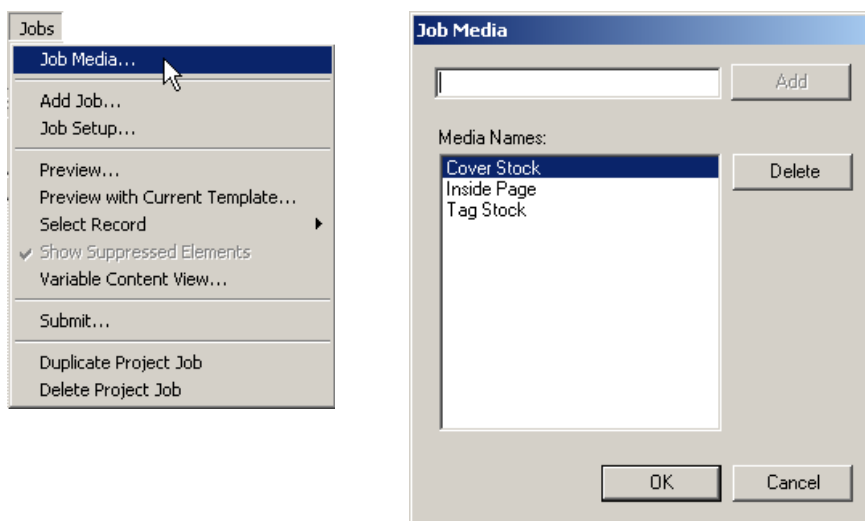 Jobs
Job Media...
Add Job...
Job Setup...
Preview...
Preview with Current Template...
Select Record
Show Suppressed Elements
Variable Content View...
Submit...
Duplicate Project Job
Delete Project Job
Job Media
Add
Media Names:
Cover Stock
Delete
Inside Page
Tag Stock
OK
Cancel